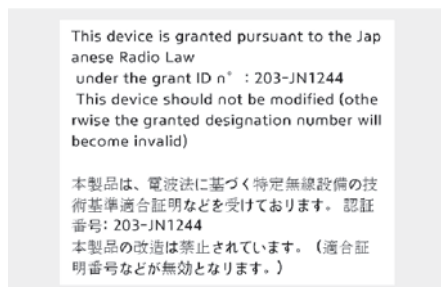 This device is granted pursuant to the Jap
anese Radio Law
under the grant ID n° : 203-JN1244
This device should not be modified (othe
rwise the granted designation number will
become invalid)
本製品は、電波法に基づく特定無線設備の技
術基準適合証明などを受けております。 認証
番号: 203-JN1244
本製品の改造は禁止されています。（適合証
明番号などが無効となります。）